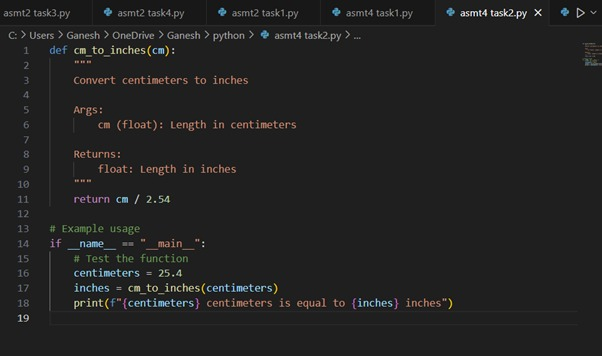 asmt2 task3.py asmt2 task4.py asmt2 task1.py asmt4 task1.py asmt4 task2.py
C: > Users > Ganesh > OneDrive > Ganesh > python > asmt4 task2.py > ...
1 def cm_to_inches(cm):
2     """
3     Convert centimeters to inches
4
5     Args:
6         cm (float): Length in centimeters
7
8     Returns:
9         float: Length in inches
10     """
11     return cm / 2.54
12
13 # Example usage
14 if __name__ == "__main__":
15     # Test the function
16     centimeters = 25.4
17     inches = cm_to_inches(centimeters)
18     print(f"{centimeters} centimeters is equal to {inches} inches")
19